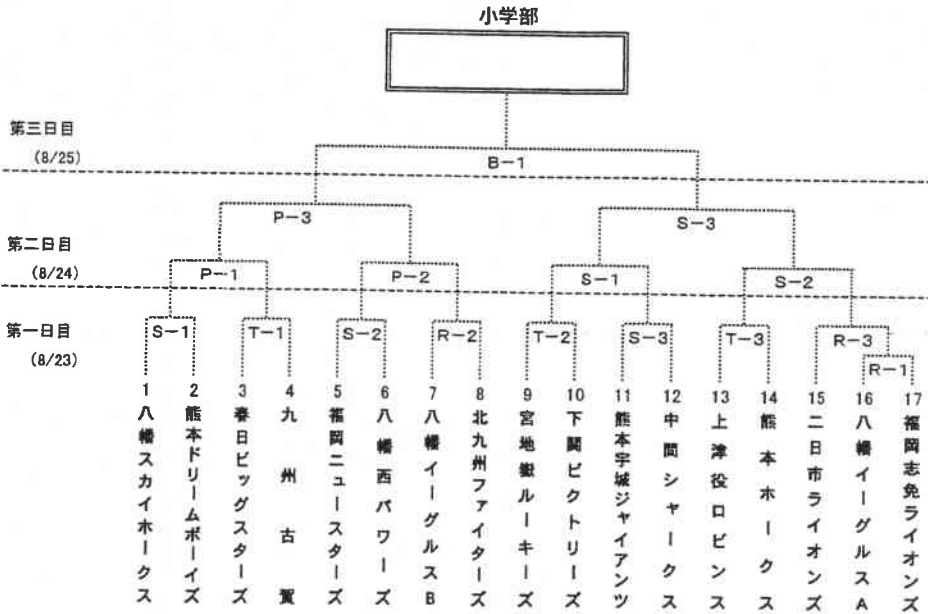 小学部
第三日目
(8/25)
B-1
P-3
S-3
第二日目
(8/24)
P-1
P-2
S-1
S-2
第一日目
(8/23)
S-1
T-1
S-2
R-2
T-2
S-3
T-3
R-3
R-1
1 八幡スカイホークス
2 熊本ドリームボーイズ
3 春日ビッグスターズ
4 九州古賀
5 福岡ニュースターズ
6 八幡西パワーズ
7 八幡イーグルスB
8 北九州ファイターズ
9 宮地嶽ルーキーズ
10 下関ビクトリーズ
11 熊本宇城ジャイアンツ
12 中間シャークス
13 上津役ロビンス
14 熊本ホークス
15 二日市ライオンズ
16 八幡イーグルスA
17 福岡志免ライオンズ